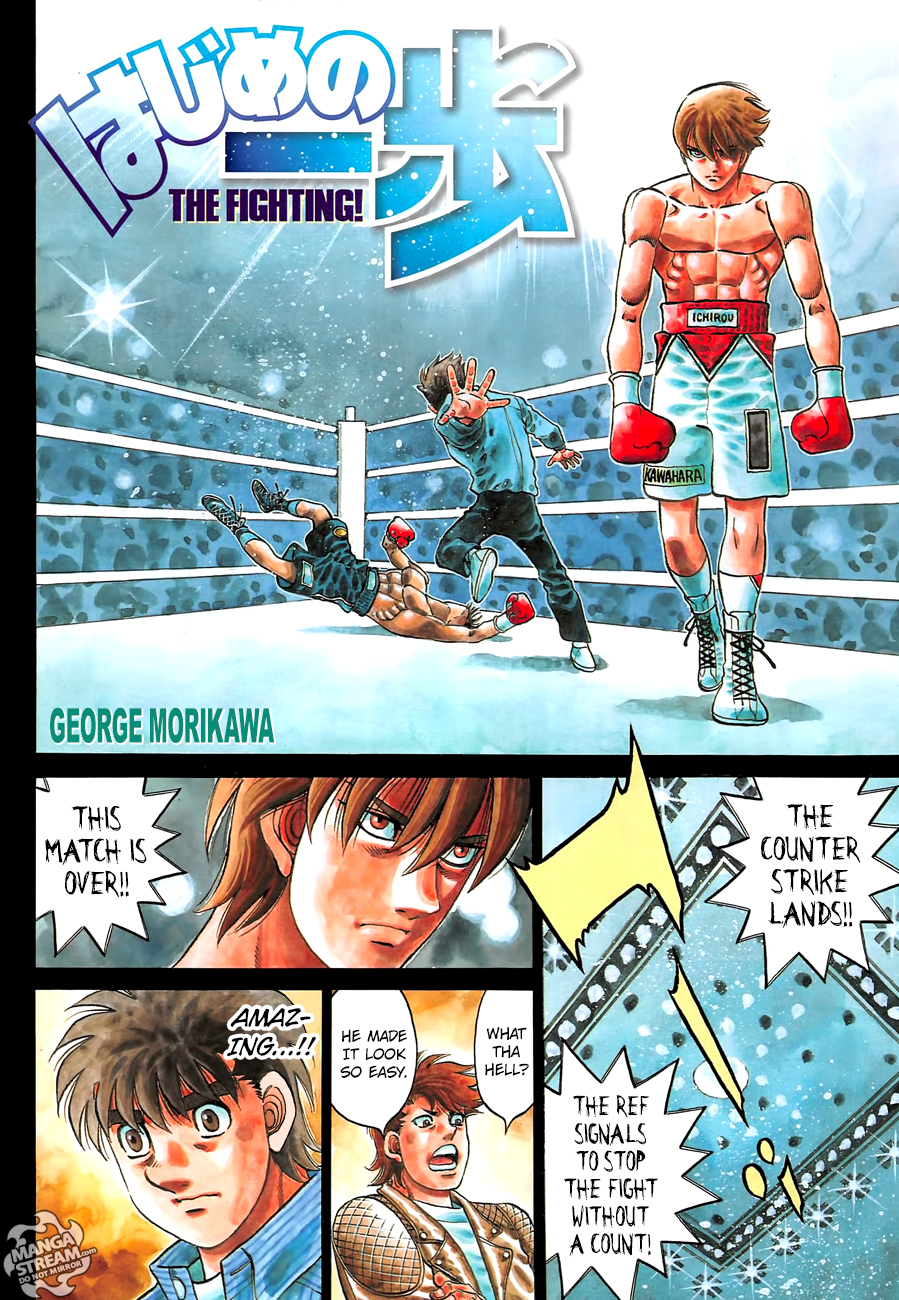 はじめの
一歩
THE FIGHTING!
ICHIROU
KAWAHARA
GEORGE MORIKAWA
THE
COUNTER
STRIKE
LANDS!!
THE REF
SIGNALS
TO STOP
THE FIGHT
WITHOUT
A COUNT!
THIS
MATCH IS
OVER!!
AMAZ-
ING...!!
WHAT
THA
HELL?
HE MADE
IT LOOK
SO EASY.
MANGA
STREAM.com
DO NOT MIRROR